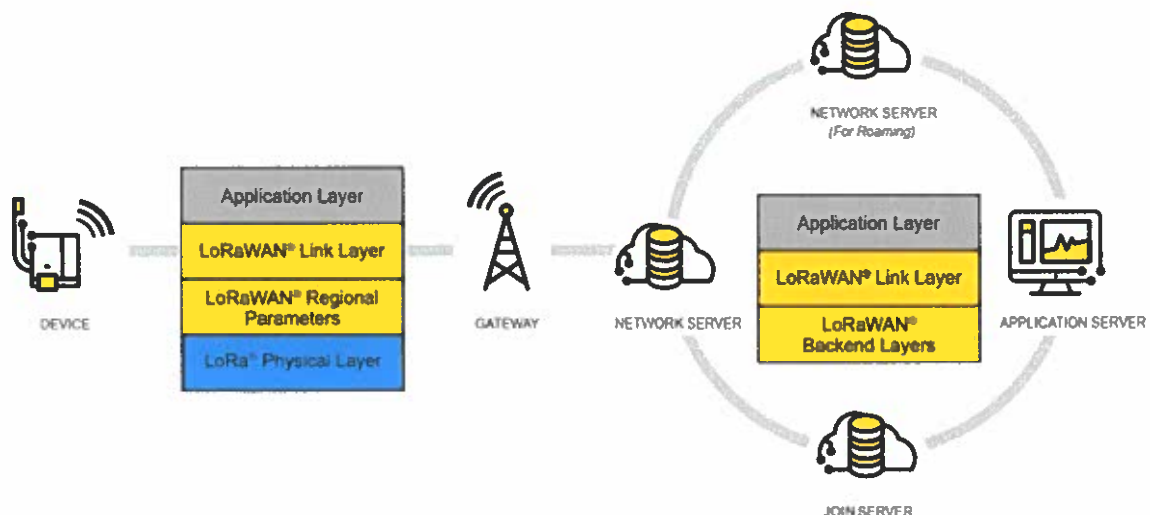 NETWORK SERVER
(For Roaming)
Application Layer
LoRaWAN® Link Layer
LoRaWAN® Regional
Parameters
LoRa® Physical Layer
DEVICE
GATEWAY
NETWORK SERVER
Application Layer
LoRaWAN® Link Layer
LoRaWAN®
Backend Layers
APPLICATION SERVER
JOIN SERVER